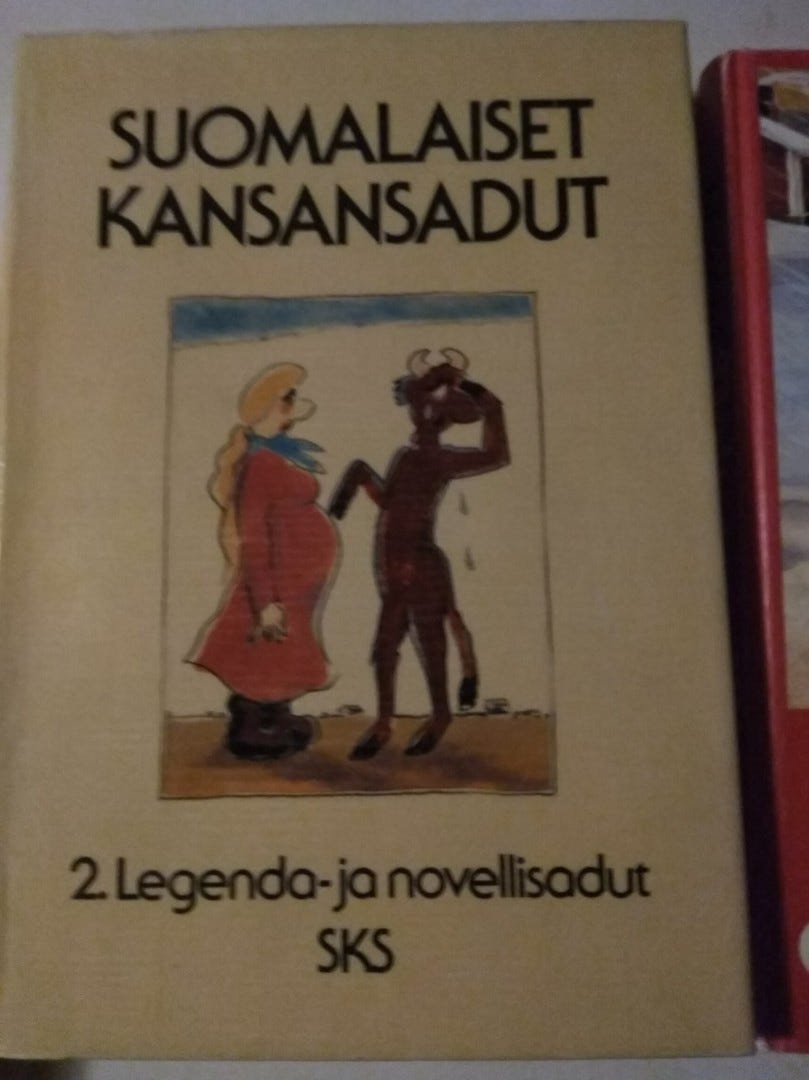 SUOMALAISET
KANSANSADUT
2. Legenda- ja novellisadut
SKS